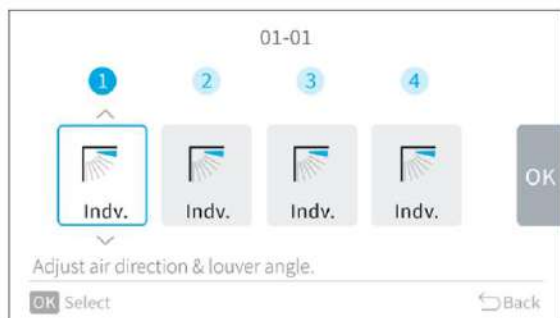 01-01
1 2 3 4
Indv. Indv. Indv. Indv.
OK
Adjust air direction & louver angle.
OK Select Back